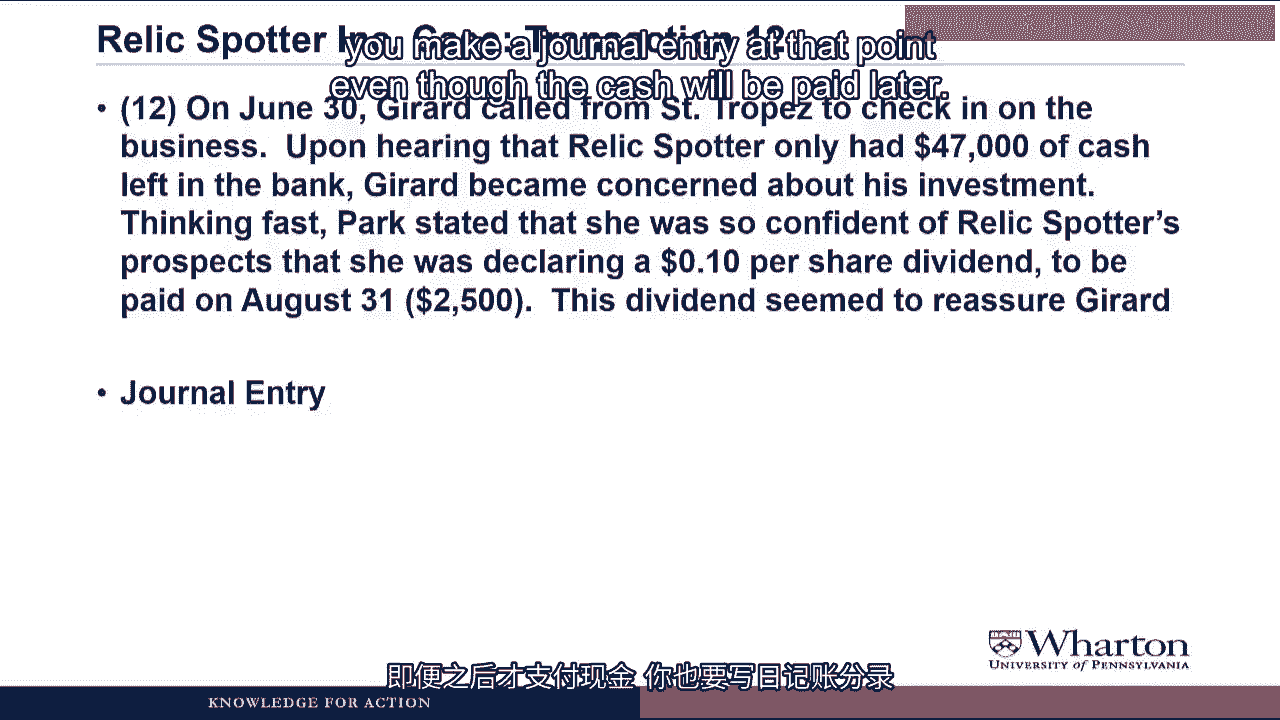 Relic Spotter Inc. Case: Transaction 12
you make a journal entry at that point
even though the cash will be paid later.
• (12) On June 30, Girard called from St. Tropez to check in on the
business. Upon hearing that Relic Spotter only had $47,000 of cash
left in the bank, Girard became concerned about his investment.
Thinking fast, Park stated that she was so confident of Relic Spotter’s
prospects that she was declaring a $0.10 per share dividend, to be
paid on August 31 ($2,500). This dividend seemed to reassure Girard
• Journal Entry
Wharton
UNIVERSITY of PENNSYLVANIA
即便之后才支付现金 你也要写日记账分录
KNOWLEDGE FOR ACTION